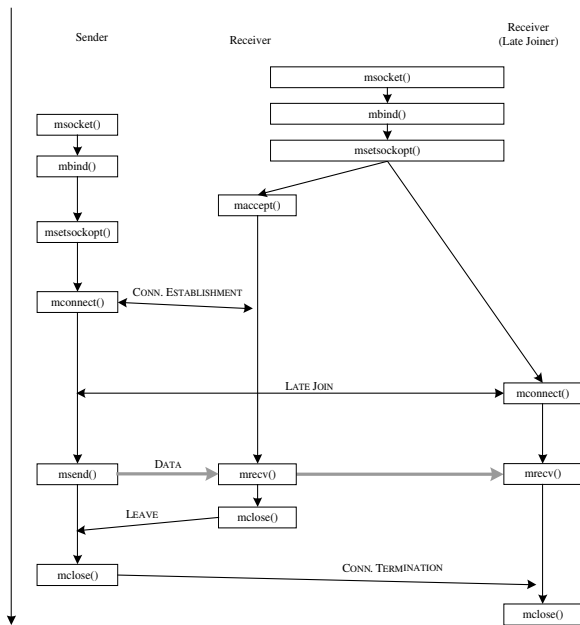 Sender
Receiver
Receiver
(Late Joiner)
msocket()
mbind()
msetsockopt()
msocket()
mbind()
msetsockopt()
maccept()
mconnect()
CONN. ESTABLISHMENT
LATE JOIN
mconnect()
msend()
DATA
mrecv()
mrecv()
LEAVE
mclose()
mclose()
CONN. TERMINATION
mclose()